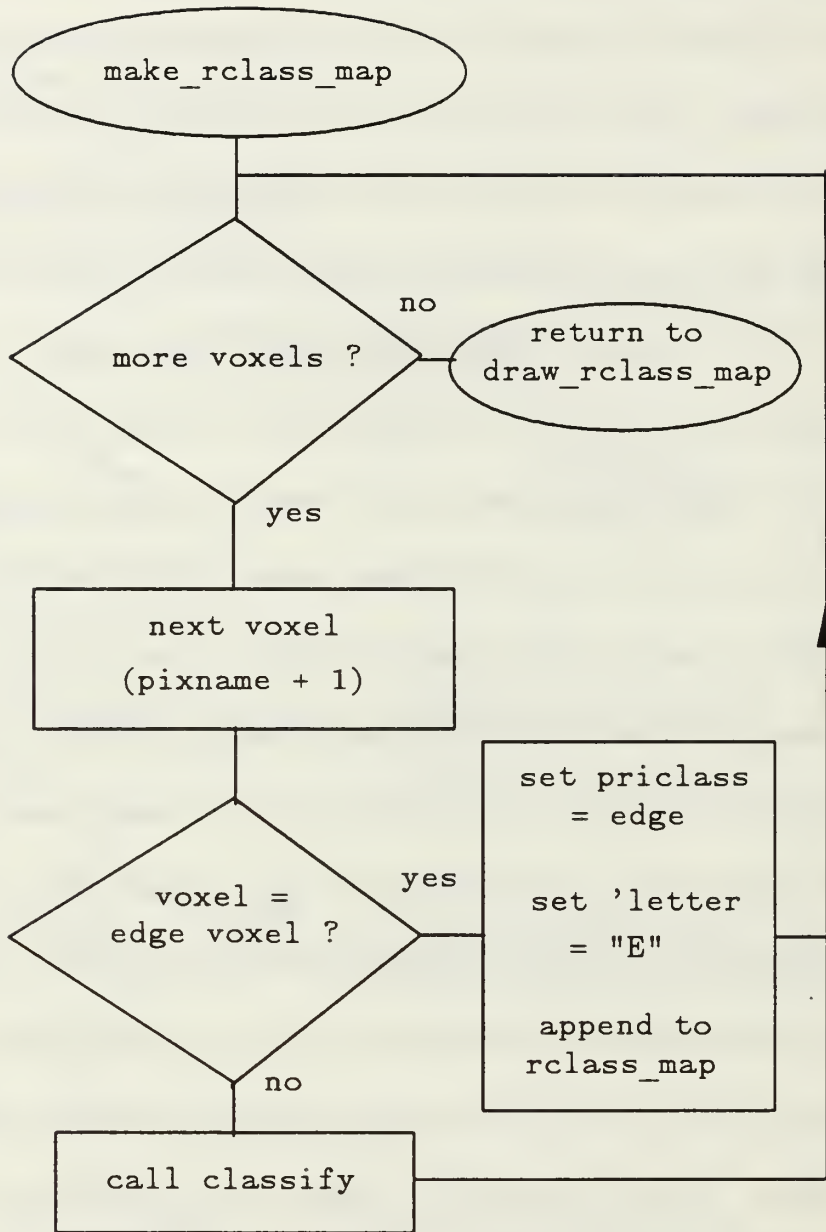 make_rclass_map
no
more voxels ?
return to
draw_rclass_map
yes
next voxel
(pixname + 1)
voxel =
edge voxel ?
yes
set priclass
= edge
set 'letter
= "E"
append to
rclass_map
no
call classify